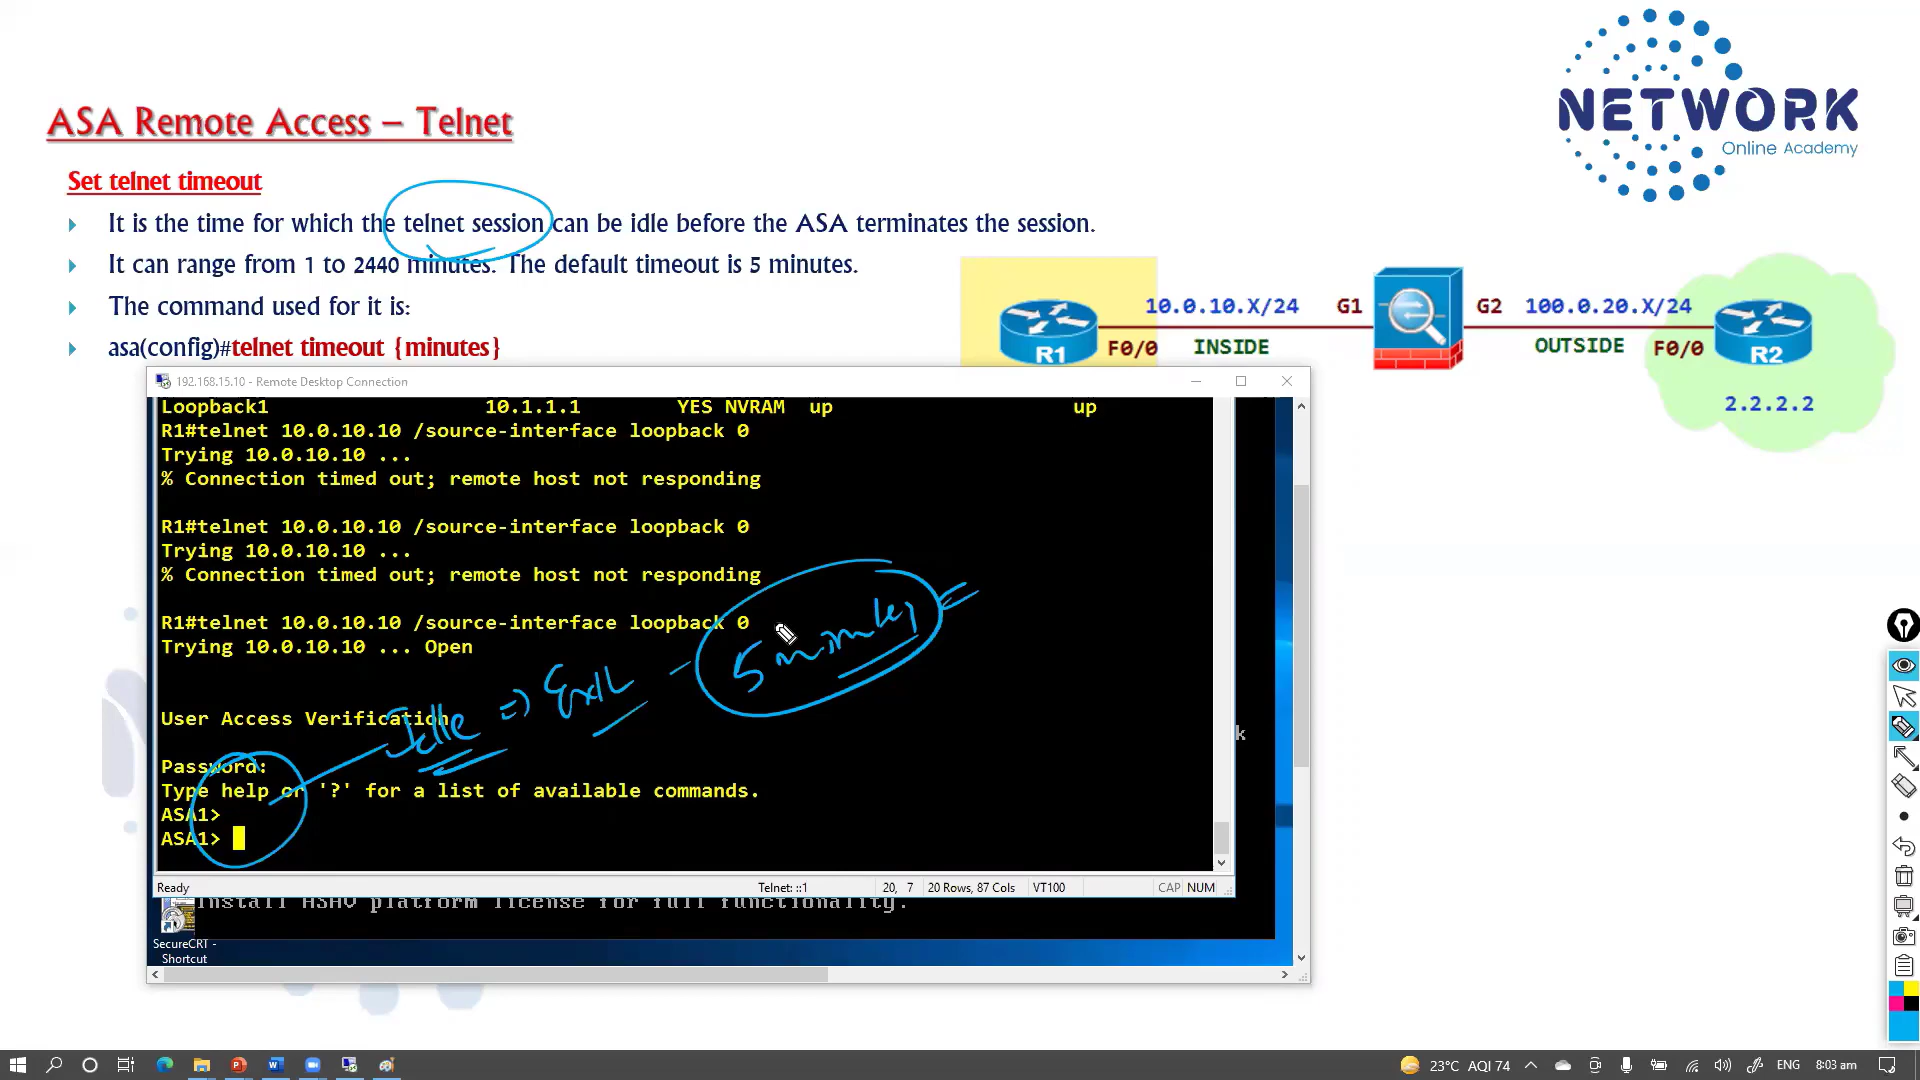 NETWORK
Online Academy
ASA Remote Access – Telnet
Set telnet timeout
It is the time for which the telnet session can be idle before the ASA terminates the session.
It can range from 1 to 2440 minutes. The default timeout is 5 minutes.
The command used for it is:
asa(config)#telnet timeout {minutes}
10.0.10.X/24 G1 G2 100.0.20.X/24
R1 F0/0 INSIDE OUTSIDE F0/0 R2
2.2.2.2
192.168.15.10 - Remote Desktop Connection
Loopback1 10.1.1.1 YES NVRAM up up
R1#telnet 10.0.10.10 /source-interface loopback 0
Trying 10.0.10.10 ...
% Connection timed out; remote host not responding
R1#telnet 10.0.10.10 /source-interface loopback 0
Trying 10.0.10.10 ...
% Connection timed out; remote host not responding
R1#telnet 10.0.10.10 /source-interface loopback 0
Trying 10.0.10.10 ... Open
Idle => Exit - 5 minutes
User Access Verification
Password:
Type help or '?' for a list of available commands.
ASA1>
ASA1>
k
Ready Telnet: ::1 20, 7 20 Rows, 87 Cols VT100 CAP NUM
Install ASAv platform license for full functionality.
SecureCRT -
Shortcut
23°C AQI 74 ENG 8:03 am